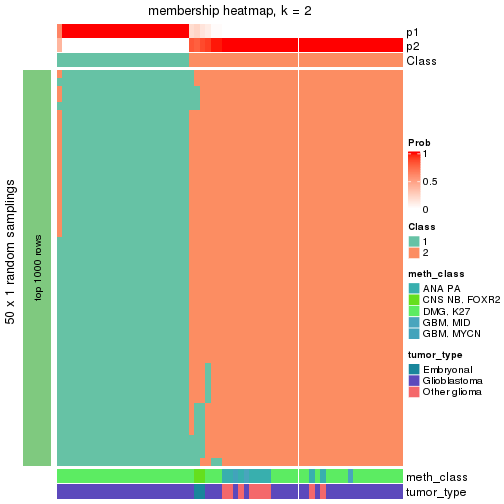 membership heatmap, k = 2
p1
p2
Class
50 x 1 random samplings
top 1000 rows
Prob
1
0.5
0
Class
1
2
meth_class
ANA PA
CNS NB, FOXR2
DMG, K27
GBM, MID
GBM, MYCN
tumor_type
Embryonal
Glioblastoma
Other glioma
meth_class
tumor_type